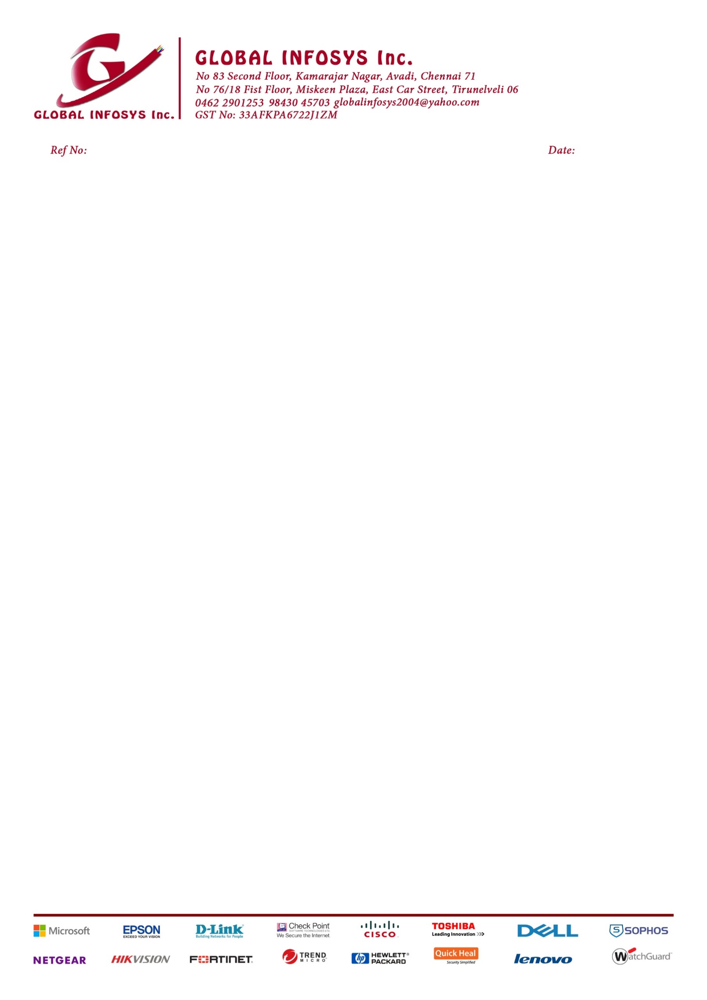 GLOBAL INFOSYS Inc.
GLOBAL INFOSYS Inc.
No 83 Second Floor, Kamarajar Nagar, Avadi, Chennai 71
No 76/18 Fist Floor, Miskeen Plaza, East Car Street, Tirunelveli 06
0462 2901253 98430 45703 globalinfosys2004@yahoo.com
GST No: 33AFKPA6722J1ZM
Ref No: Date:
Microsoft EPSON D-Link Check Point CISCO TOSHIBA DELL SOPHOS
EXCEED YOUR VISION Building Networks for People SOFTWARE TECHNOLOGIES LTD. Leading Innovation >>>
We Secure the Internet.
NETGEAR HIKVISION FORTINET TREND MICRO hp HEWLETT® PACKARD Quick Heal lenovo WatchGuard
Security Simplified